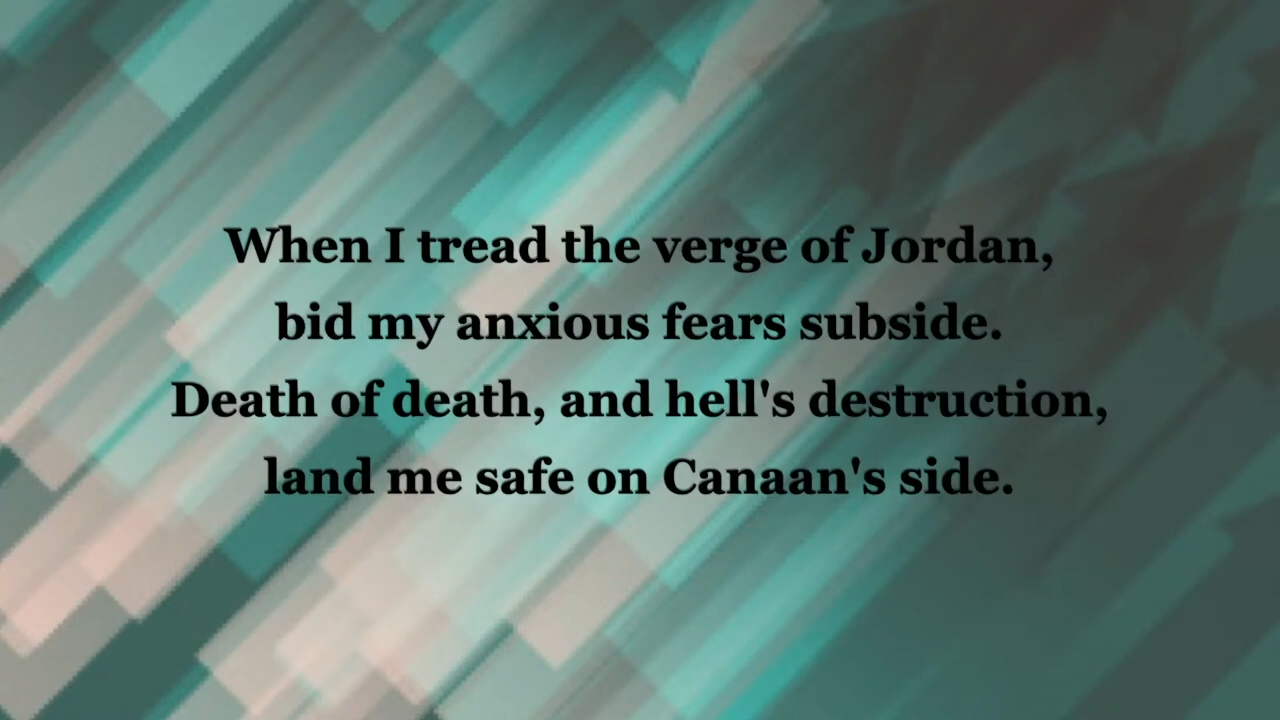 When I tread the verge of Jordan,
bid my anxious fears subside.
Death of death, and hell's destruction,
land me safe on Canaan's side.